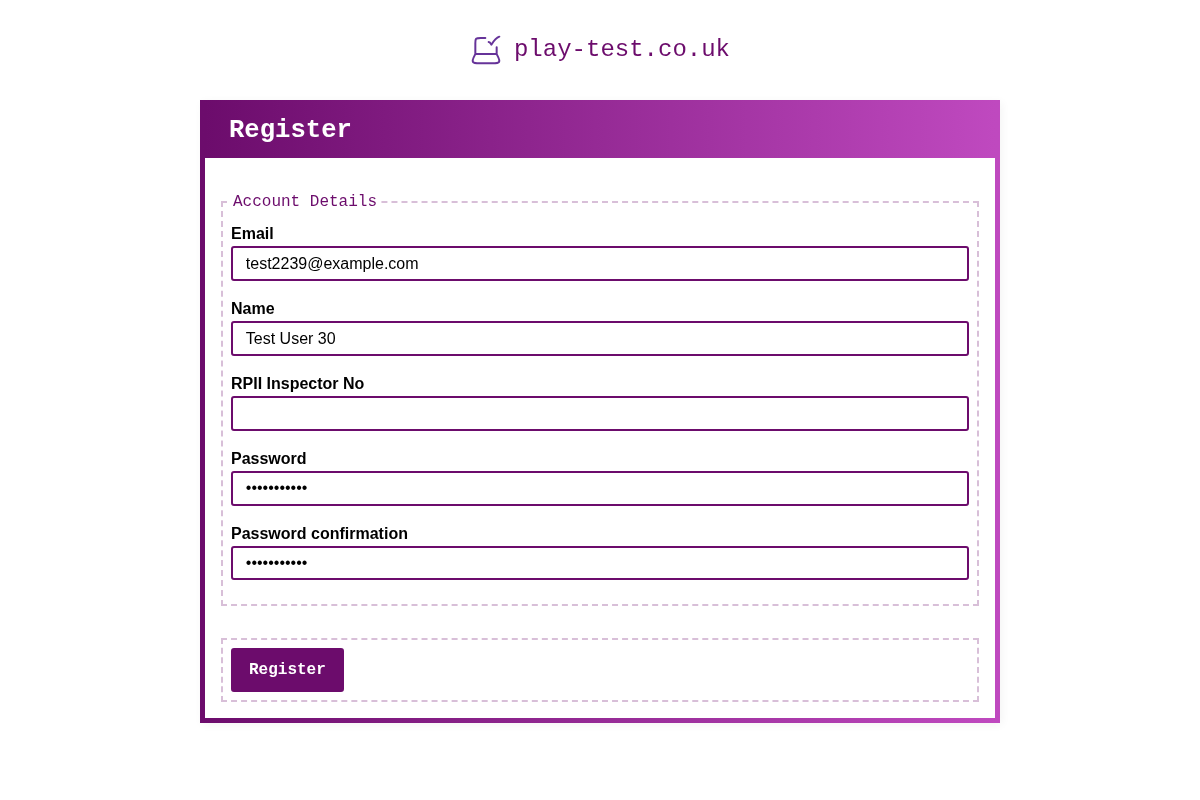 play-test.co.uk
Register
Account Details
Email
test2239@example.com
Name
Test User 30
RPII Inspector No
Password
•••••••••••
Password confirmation
•••••••••••
Register